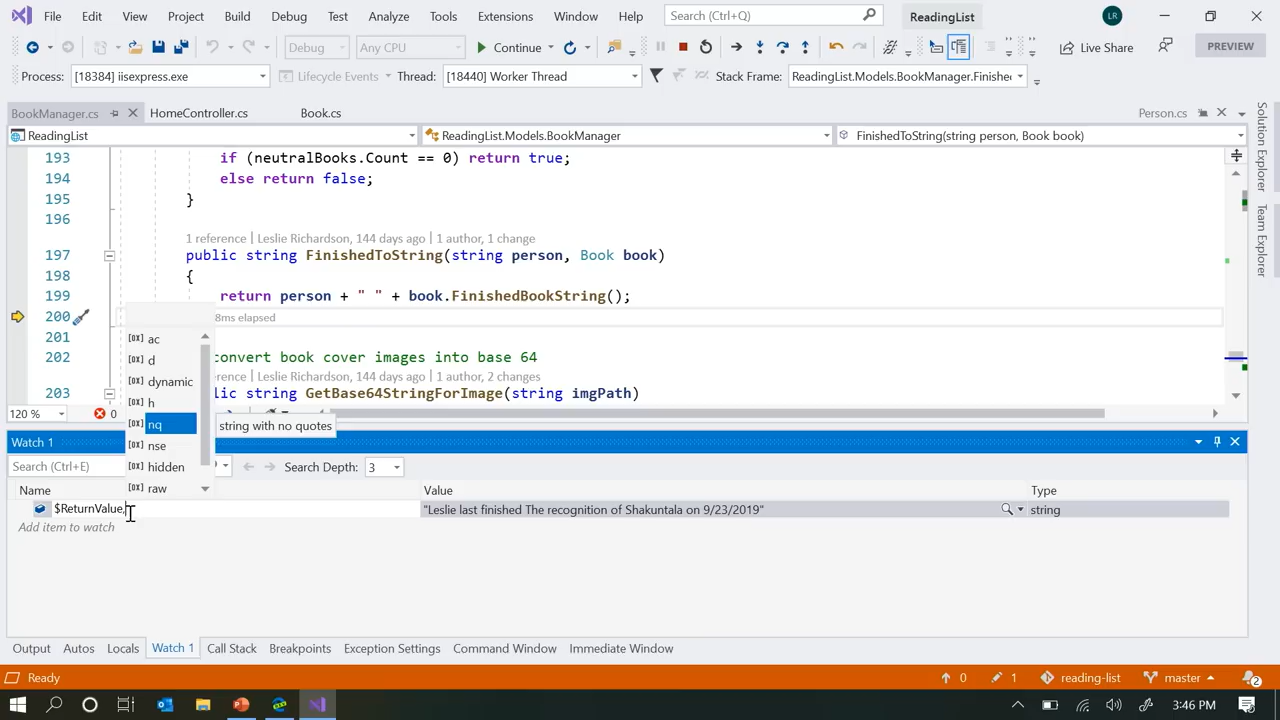 File Edit View Project Build Debug Test Analyze Tools Extensions Window Help Search (Ctrl+Q) ReadingList LR
Debug Any CPU Continue Live Share PREVIEW
Process: [18384] iisexpress.exe Lifecycle Events Thread: [18440] Worker Thread Stack Frame: ReadingList.Models.BookManager.Finishe
BookManager.cs HomeController.cs Book.cs Person.cs
ReadingList ReadingList.Models.BookManager FinishedToString(string person, Book book)
193 if (neutralBooks.Count == 0) return true;
194 else return false;
195 }
196
1 reference | Leslie Richardson, 144 days ago | 1 author, 1 change
197 public string FinishedToString(string person, Book book)
198 {
199 return person + " " + book.FinishedBookString();
200 8ms elapsed
201
202 convert book cover images into base 64
erence | Leslie Richardson, 144 days ago | 1 author, 2 changes
203 blic string GetBase64StringForImage(string imgPath)
120 % 0
ac
d
dynamic
h
nq string with no quotes
nse
hidden
raw
Watch 1
Search (Ctrl+E) Search Depth: 3
Name Value Type
$ReturnValue, "Leslie last finished The recognition of Shakuntala on 9/23/2019" string
Add item to watch
Output Autos Locals Watch 1 Call Stack Breakpoints Exception Settings Command Window Immediate Window
Ready 0 1 reading-list master 2
3:46 PM
Solution Explorer
Team Explorer